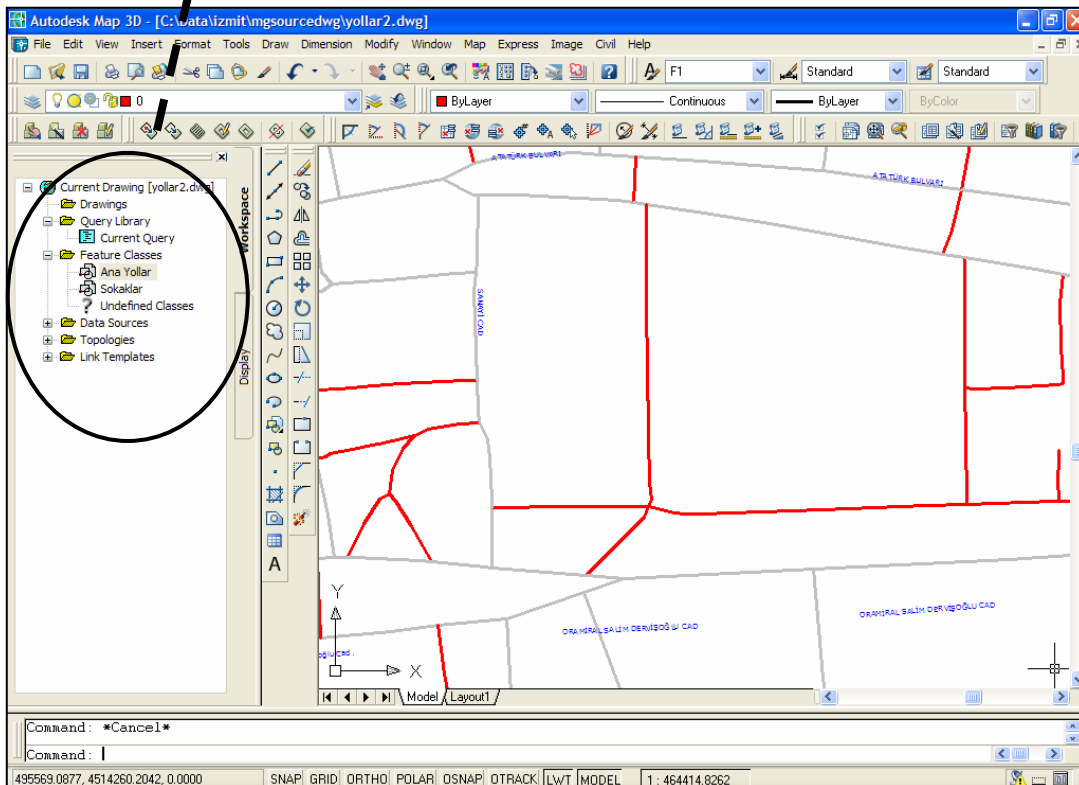 Autodesk Map 3D - [C:\Data\izmit\mgsourcedwg\yollar2.dwg]
File Edit View Insert Format Tools Draw Dimension Modify Window Map Express Image Civil Help
F1 Standard Standard
0 ByLayer Continuous ByLayer ByColor
Current Drawing [yollar2.dwg]
Drawings
Query Library
Current Query
Feature Classes
Ana Yollar
Sokaklar
Undefined Classes
Data Sources
Topologies
Link Templates
Workspace
Display
A
ATATÜRK BULVARI
ATATÜRK BULVARI
SANAYİ CAD
ORAMİRAL SALİM DERVİŞOĞLU CAD
ORAMİRAL SALİM DERVİŞOĞLU CAD
oğlu Cad.
Y
X
Model Layout1
Command: *Cancel*
Command:
495569.0877, 4514260.2042, 0.0000 SNAP GRID ORTHO POLAR OSNAP OTRACK LWT MODEL 1 : 464414.8262